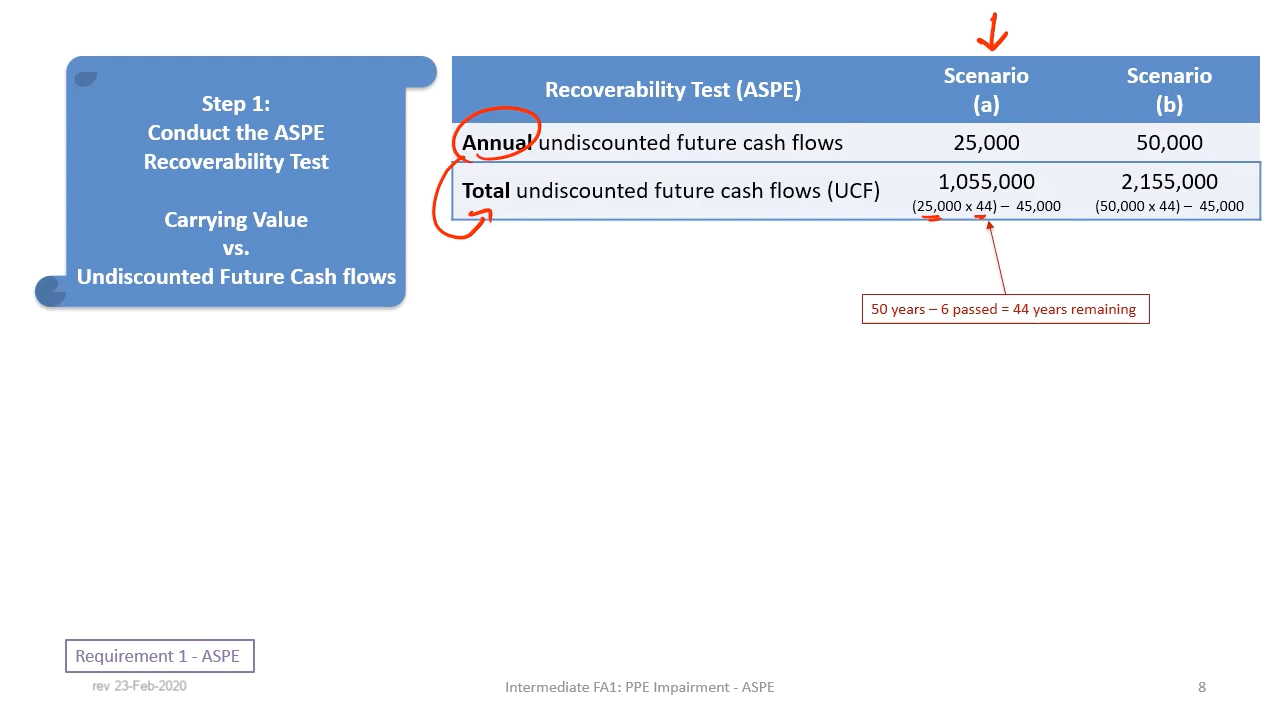 Step 1:
Conduct the ASPE
Recoverability Test
Carrying Value
vs.
Undiscounted Future Cash flows
Recoverability Test (ASPE)
Scenario
(a)
Scenario
(b)
Annual undiscounted future cash flows
25,000
50,000
Total undiscounted future cash flows (UCF)
1,055,000
(25,000 x 44) – 45,000
2,155,000
(50,000 x 44) – 45,000
50 years – 6 passed = 44 years remaining
Requirement 1 - ASPE
rev 23-Feb-2020
Intermediate FA1: PPE Impairment - ASPE
8